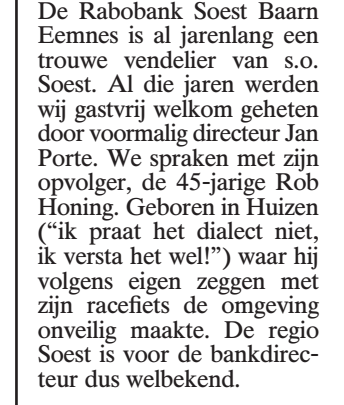 De Rabobank Soest Baarn
Eemnes is al jarenlang een
trouwe vendelier van s.o.
Soest. Al die jaren werden
wij gastvrij welkom geheten
door voormalig directeur Jan
Porte. We spraken met zijn
opvolger, de 45-jarige Rob
Honing. Geboren in Huizen
(“ik praat het dialect niet,
ik versta het wel!”) waar hij
volgens eigen zeggen met
zijn racefiets de omgeving
onveilig maakte. De regio
Soest is voor de bankdirec-
teur dus welbekend.